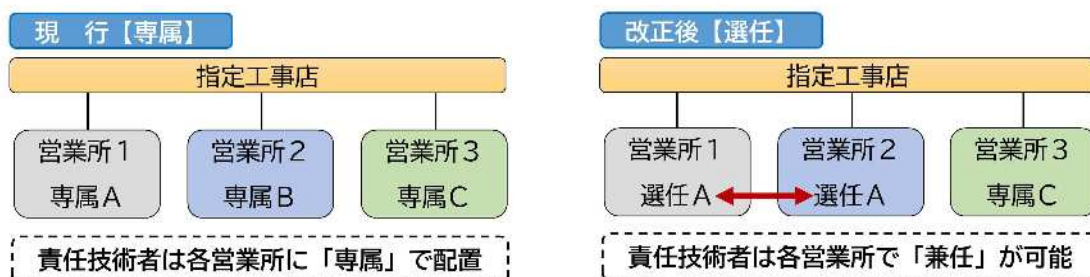 現　行【専属】
指定工事店
営業所1
専属A
営業所2
専属B
営業所3
専属C
責任技術者は各営業所に「専属」で配置
改正後【選任】
指定工事店
営業所1
選任A
営業所2
選任A
営業所3
専属C
責任技術者は各営業所で「兼任」が可能